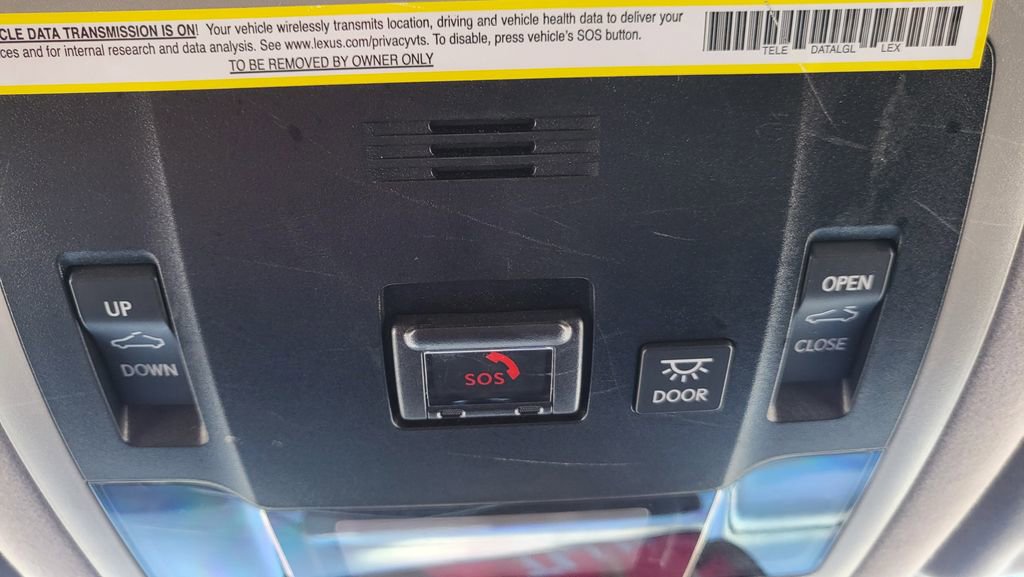 CLE DATA TRANSMISSION IS ON! Your vehicle wirelessly transmits location, driving and vehicle health data to deliver your
ces and for internal research and data analysis. See www.lexus.com/privacyvts. To disable, press vehicle's SOS button.
TO BE REMOVED BY OWNER ONLY
TELE DATALGL LEX
UP
DOWN
SOS
DOOR
OPEN
CLOSE